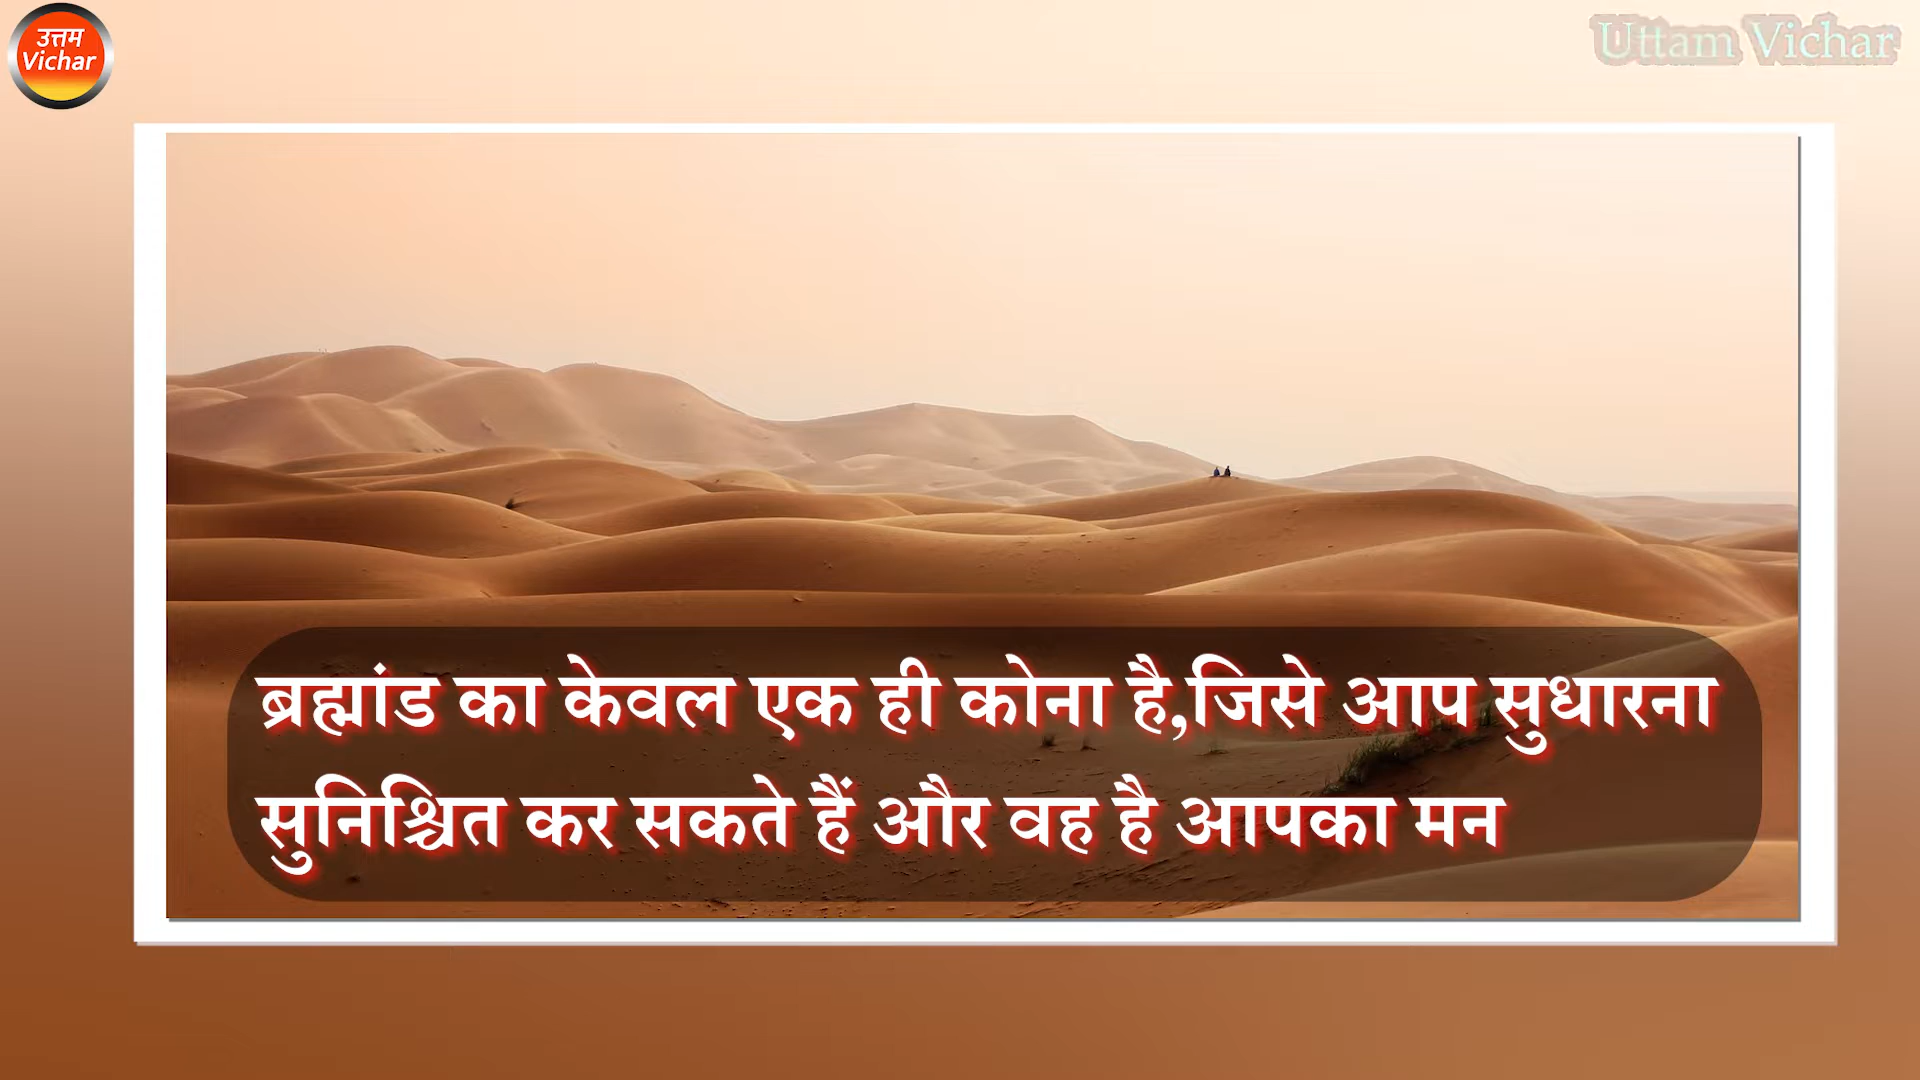 उत्तम
Vichar
Uttam Vichar
ब्रह्मांड का केवल एक ही कोना है,जिसे आप सुधारना
सुनिश्चित कर सकते हैं और वह है आपका मन